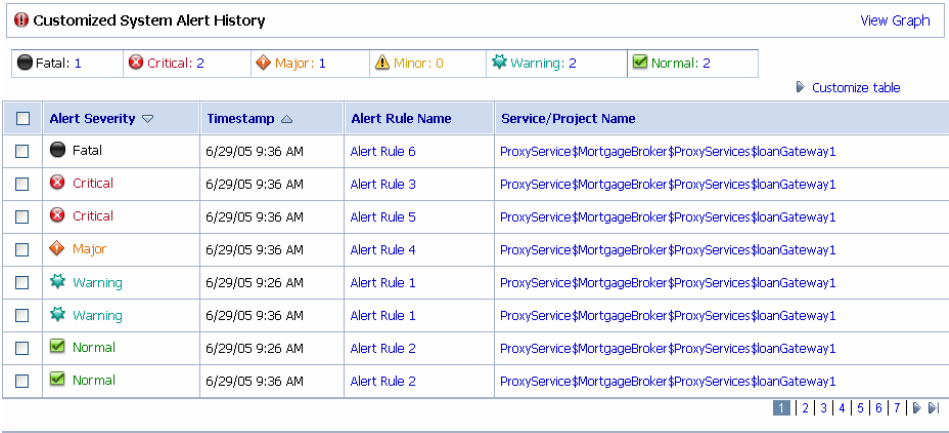 Customized System Alert History View Graph
Fatal: 1 Critical: 2 Major: 1 Minor: 0 Warning: 2 Normal: 2
Customize table
Alert Severity Timestamp Alert Rule Name Service/Project Name
Fatal 6/29/05 9:36 AM Alert Rule 6 ProxyService$MortgageBroker$ProxyServices$loanGateway1
Critical 6/29/05 9:36 AM Alert Rule 3 ProxyService$MortgageBroker$ProxyServices$loanGateway1
Critical 6/29/05 9:36 AM Alert Rule 5 ProxyService$MortgageBroker$ProxyServices$loanGateway1
Major 6/29/05 9:36 AM Alert Rule 4 ProxyService$MortgageBroker$ProxyServices$loanGateway1
Warning 6/29/05 9:26 AM Alert Rule 1 ProxyService$MortgageBroker$ProxyServices$loanGateway1
Warning 6/29/05 9:36 AM Alert Rule 1 ProxyService$MortgageBroker$ProxyServices$loanGateway1
Normal 6/29/05 9:26 AM Alert Rule 2 ProxyService$MortgageBroker$ProxyServices$loanGateway1
Normal 6/29/05 9:36 AM Alert Rule 2 ProxyService$MortgageBroker$ProxyServices$loanGateway1
1 | 2 | 3 | 4 | 5 | 6 | 7 |